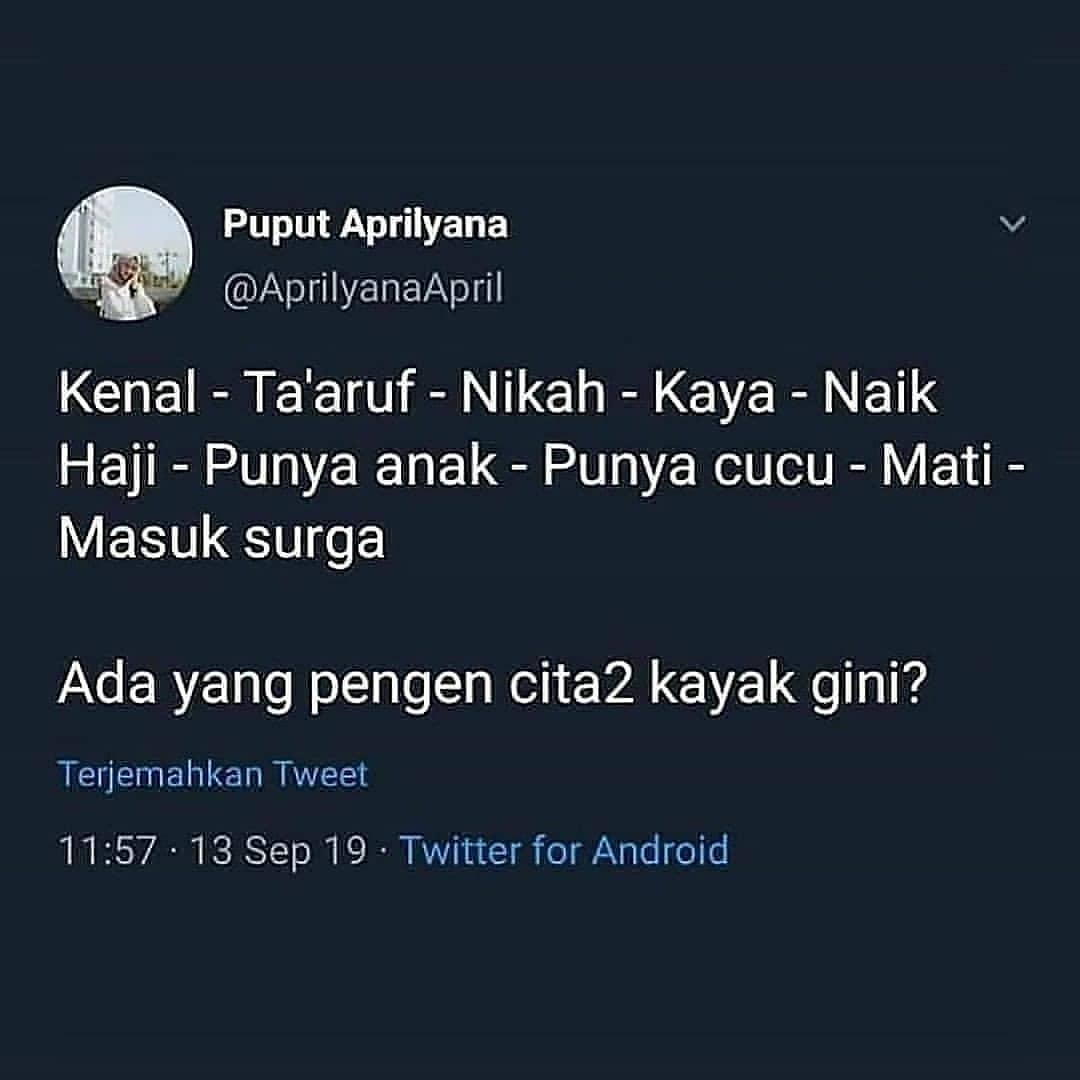 Puput Aprilyana
@AprilyanaApril
Kenal - Ta'aruf - Nikah - Kaya - Naik
Haji - Punya anak - Punya cucu - Mati -
Masuk surga
Ada yang pengen cita2 kayak gini?
Terjemahkan Tweet
11:57 · 13 Sep 19 · Twitter for Android